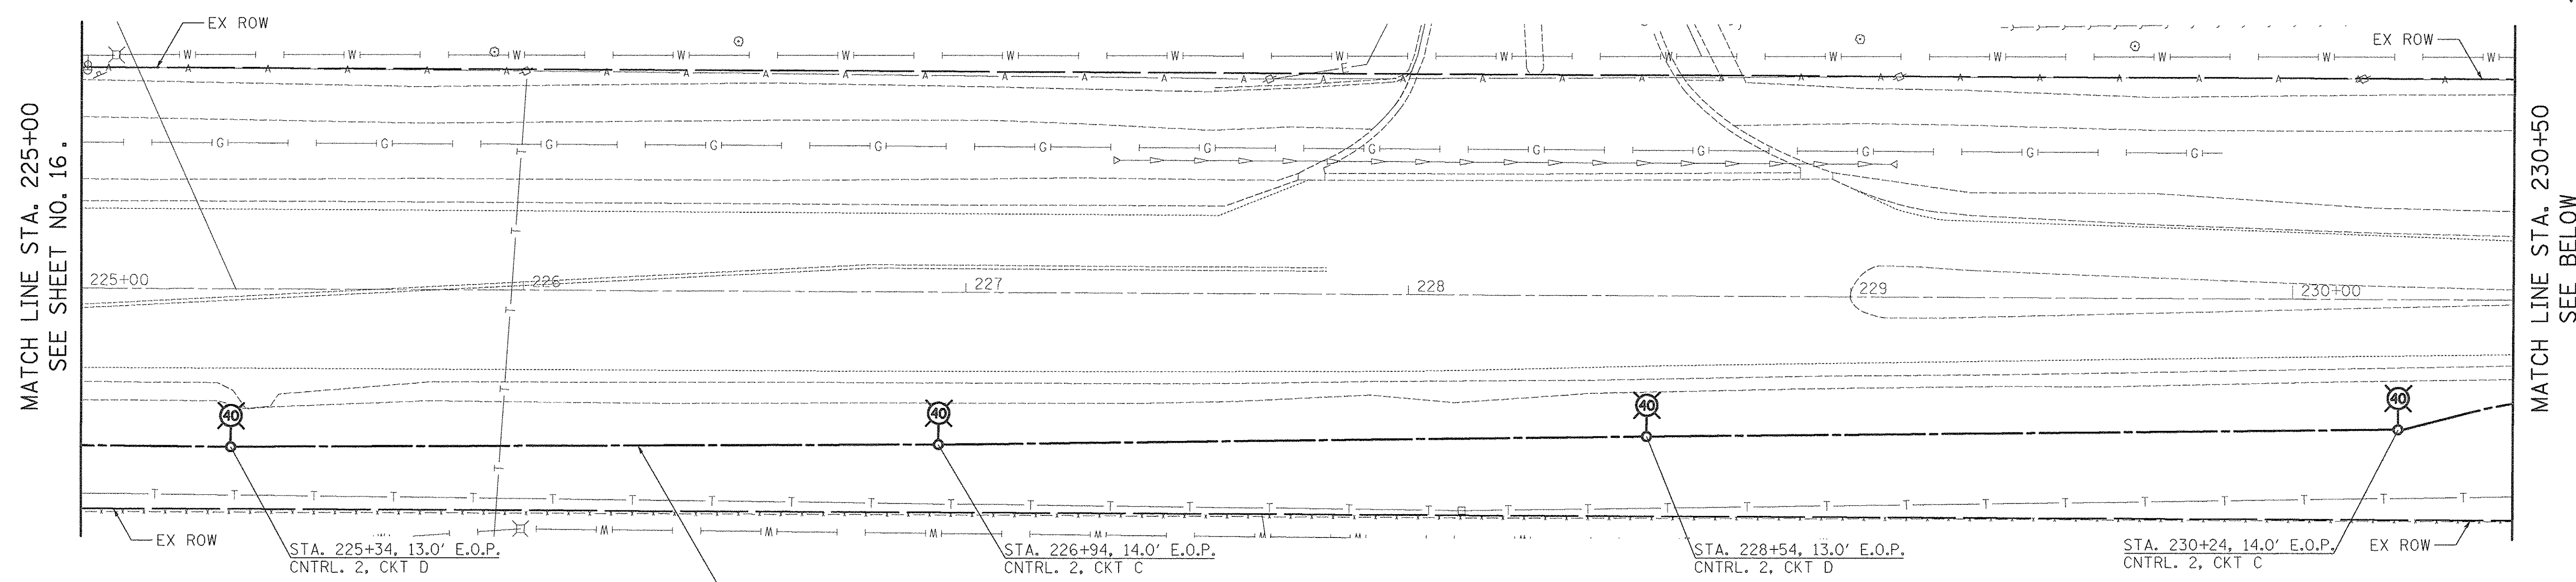 EX ROW
EX ROW
MATCH LINE STA. 225+00
SEE SHEET NO. 16.
MATCH LINE STA. 230+50
SEE BELOW
W W W W W W W W W W W W W W W
A A A A A A A A A A A A A A A A A A A A A A A A A A A A A A
E
G G G G G G G G G G G G G
225+00 226 227 228 229 230+00
40 40 40 40
T T T T T T T T T T T T T T T T T T T T T T T T T T T T T T
EX ROW
STA. 225+34, 13.0' E.O.P.
CNTRL. 2, CKT D
STA. 226+94, 14.0' E.O.P.
CNTRL. 2, CKT C
STA. 228+54, 13.0' E.O.P.
CNTRL. 2, CKT D
STA. 230+24, 14.0' E.O.P.
CNTRL. 2, CKT C
EX ROW